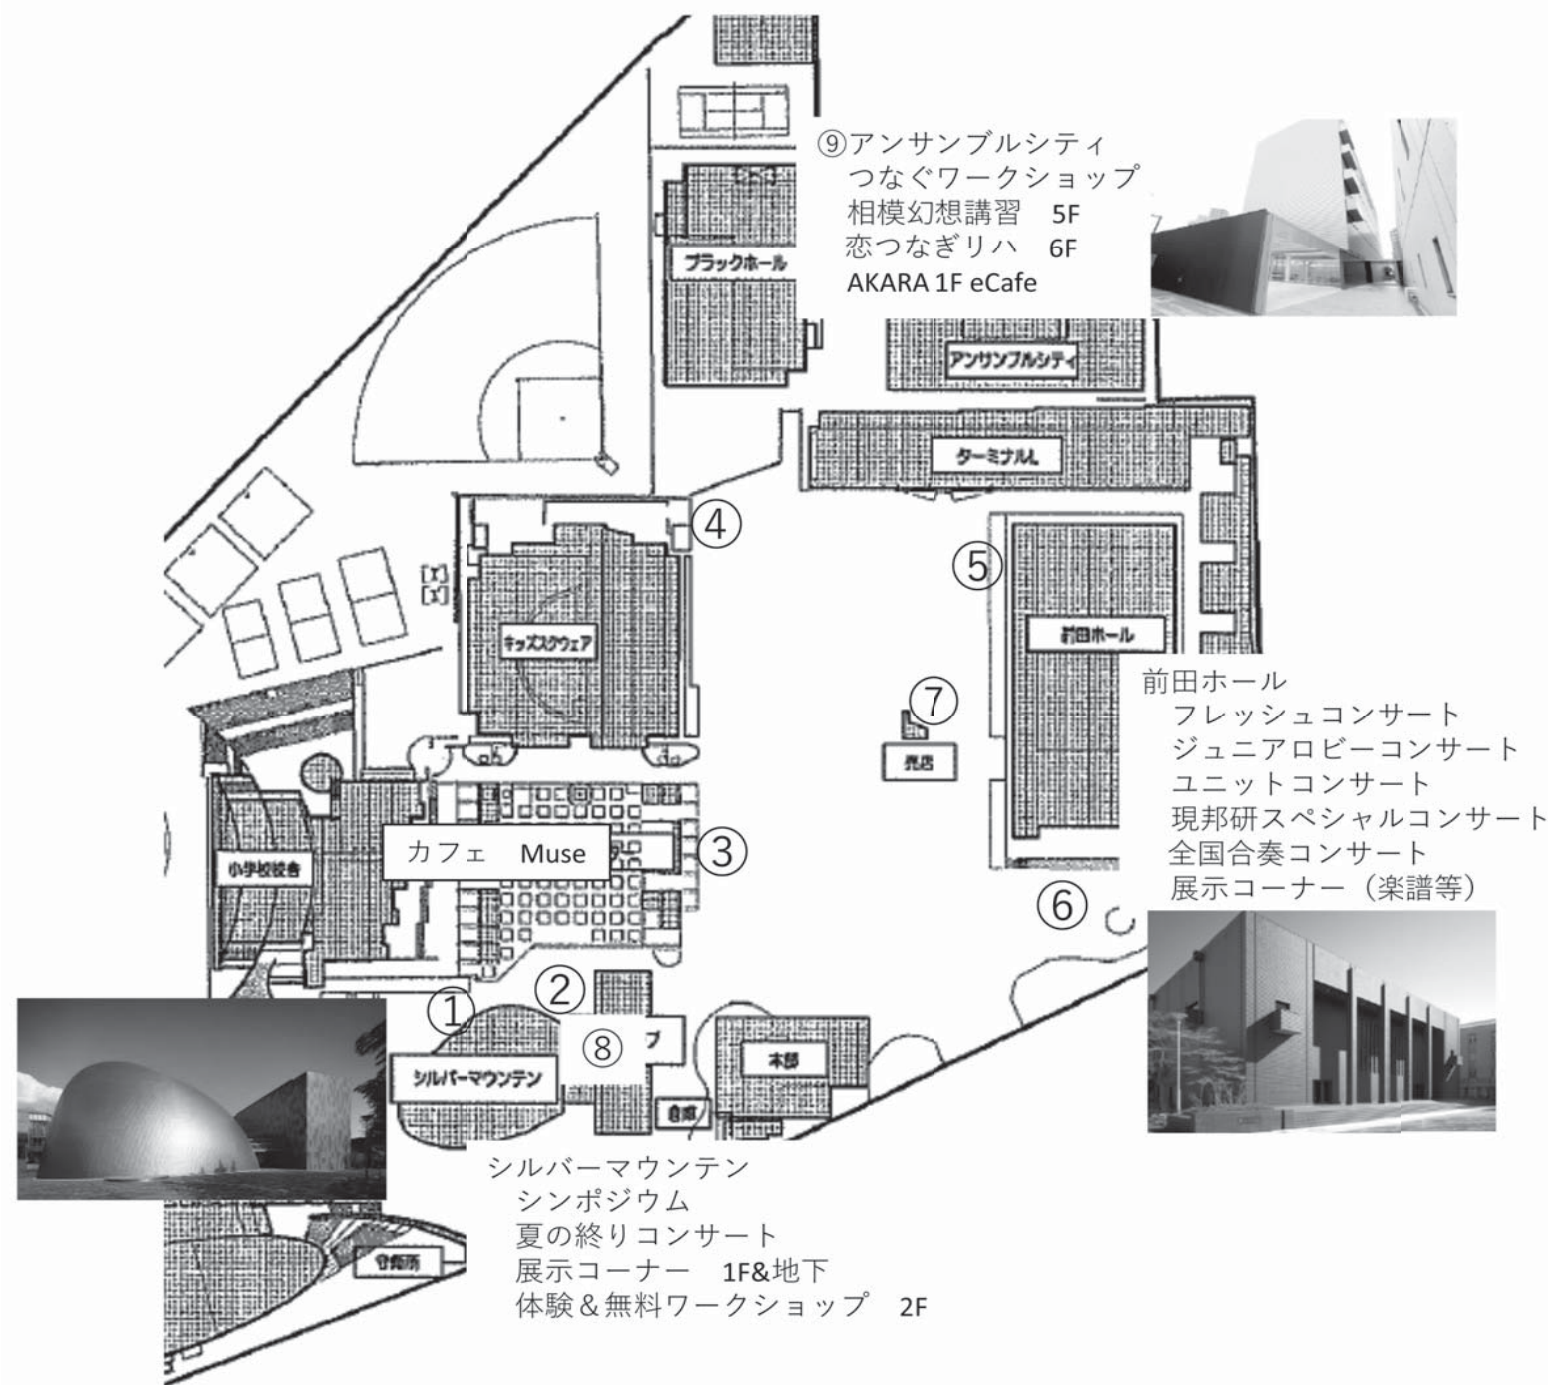 ⑨アンサンブルシティ
つなぐワークショップ
相模幻想講習 5F
恋つなぎリハ 6F
AKARA 1F eCafe
ブラックホール
アンサンブルシティ
ターミナルL
④
⑤
キッズスクウェア
前田ホール
⑦
売店
前田ホール
フレッシュコンサート
ジュニアロビーコンサート
ユニットコンサート
現邦研スペシャルコンサート
全国合奏コンサート
展示コーナー（楽譜等）
小学校校舎
カフェ Muse
③
⑥
①
②
⑧
ブ
シルバーマウンテン
本部
倉庫
シルバーマウンテン
シンポジウム
夏の終りコンサート
展示コーナー 1F&地下
体験＆無料ワークショップ 2F
守衛所